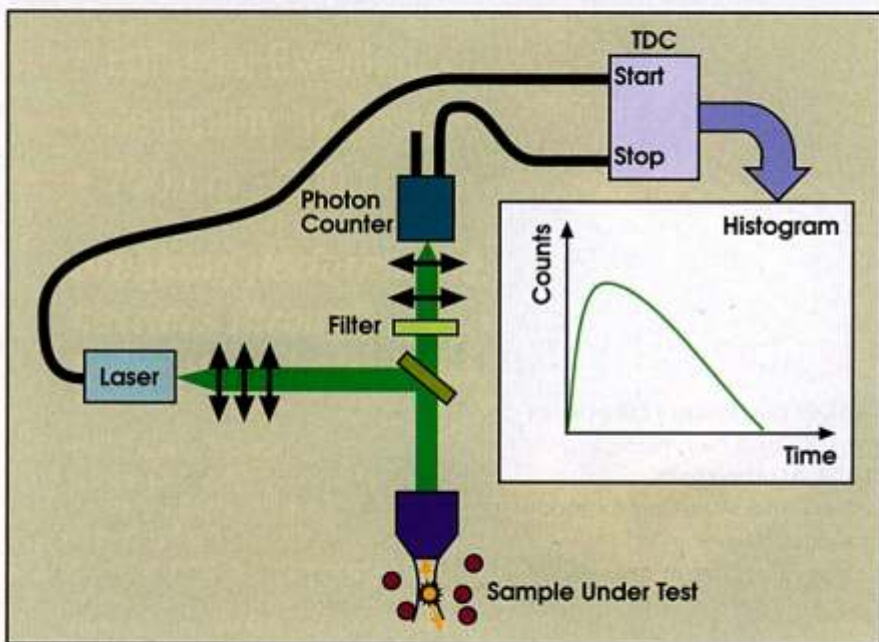 TDC
Start
Stop
Photon
Counter
Histogram
Counts
Filter
Laser
Time
Sample Under Test